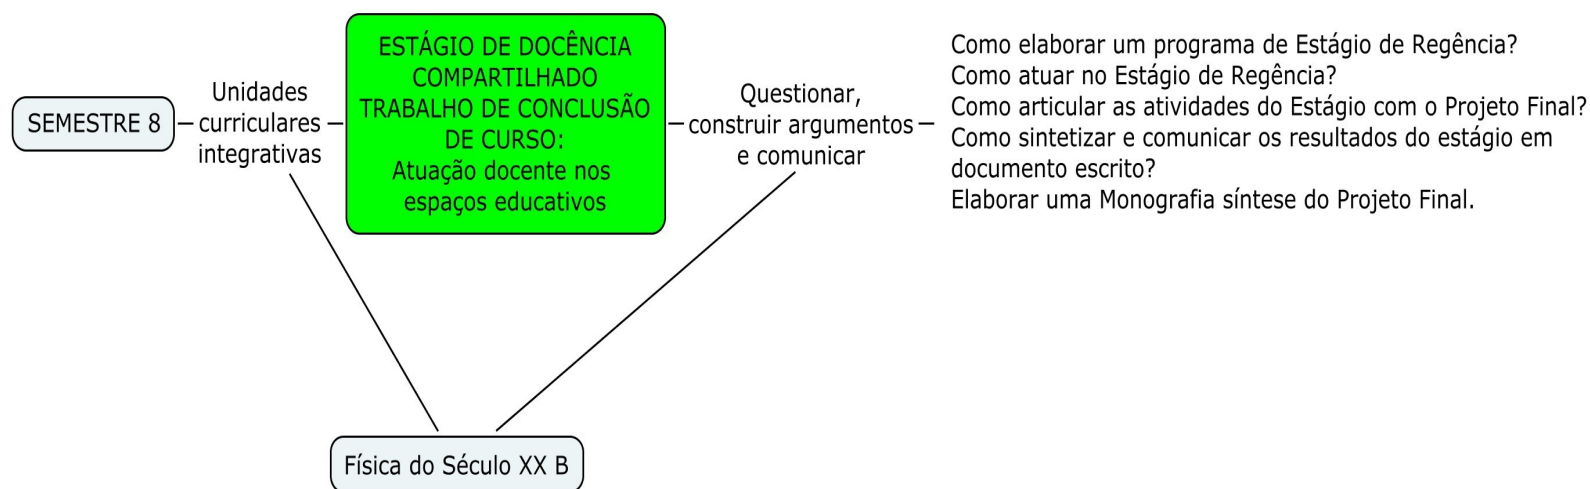 SEMESTRE 8
Unidades
curriculares
integrativas
ESTÁGIO DE DOCÊNCIA
COMPARTILHADO
TRABALHO DE CONCLUSÃO
DE CURSO:
Atuação docente nos
espaços educativos
Questionar,
construir argumentos
e comunicar
Como elaborar um programa de Estágio de Regência?
Como atuar no Estágio de Regência?
Como articular as atividades do Estágio com o Projeto Final?
Como sintetizar e comunicar os resultados do estágio em
documento escrito?
Elaborar uma Monografia síntese do Projeto Final.
Física do Século XX B